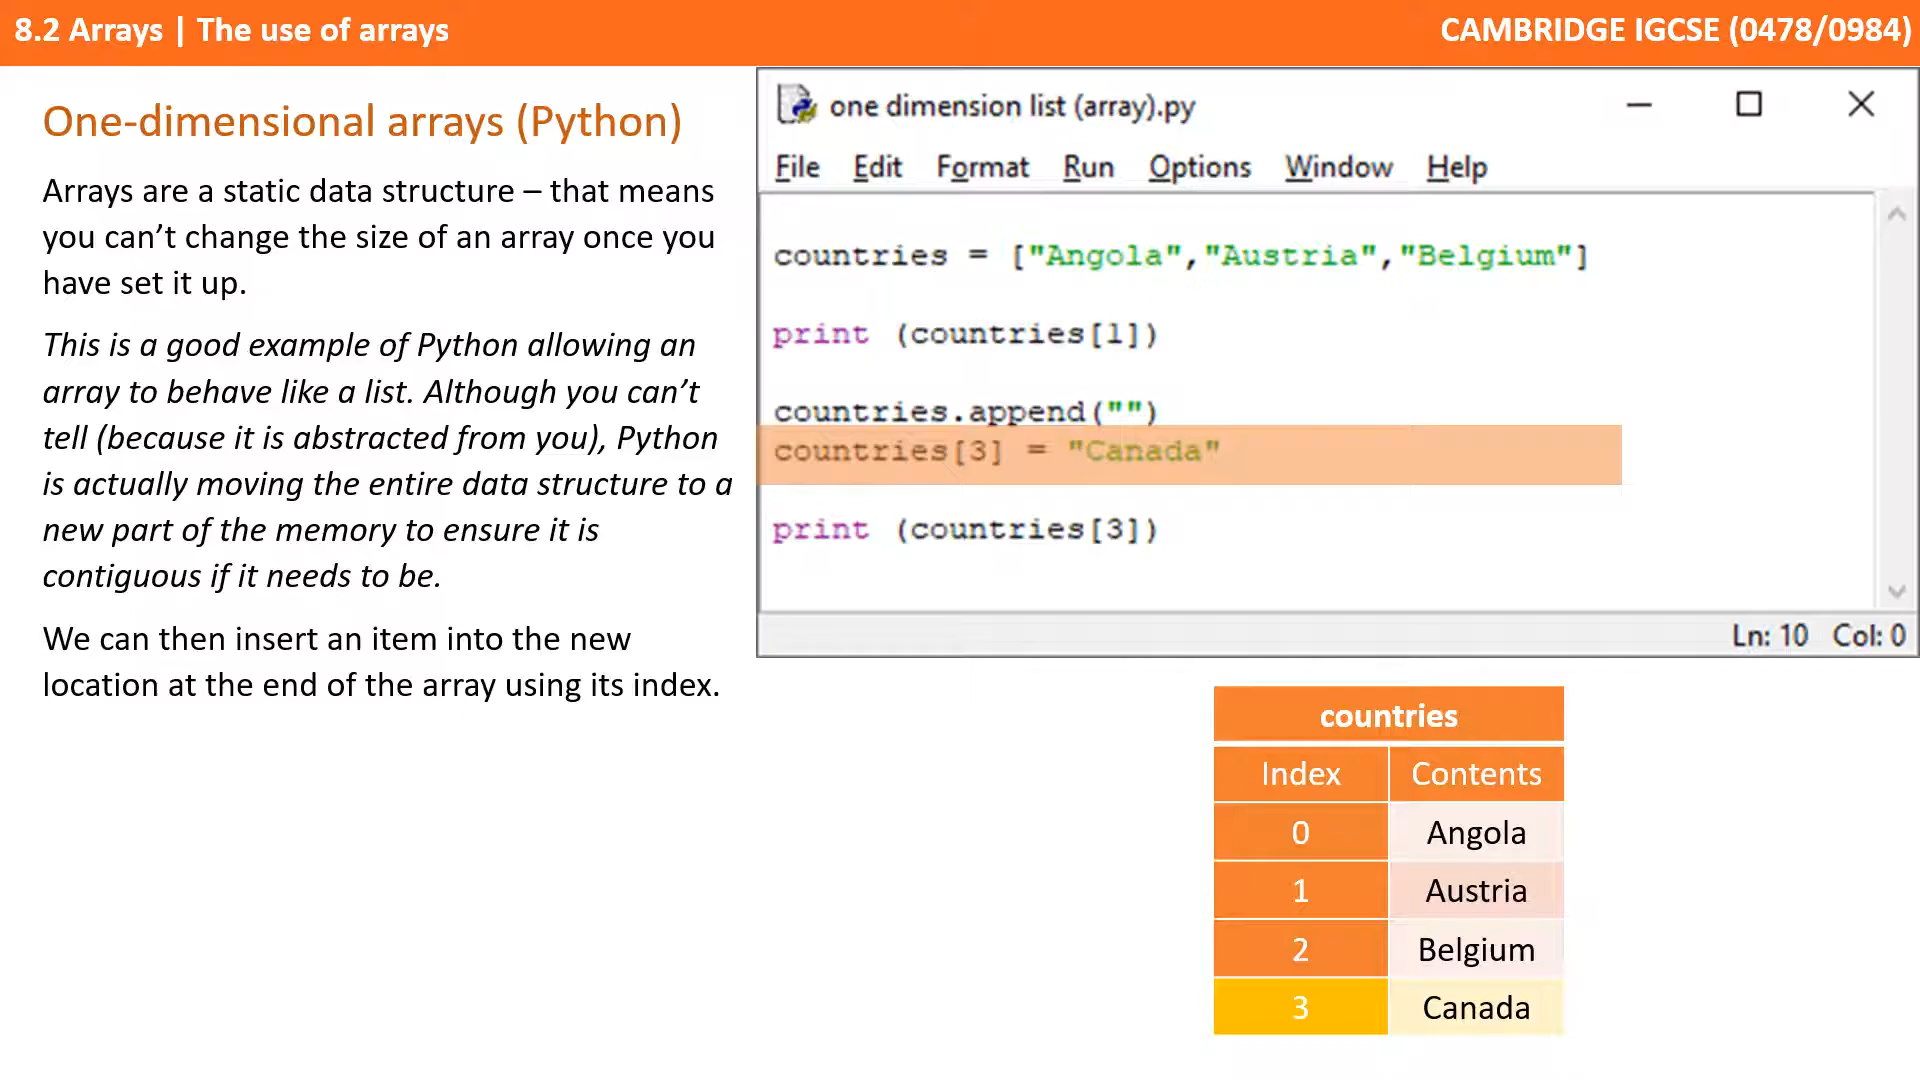 8.2 Arrays | The use of arrays
CAMBRIDGE IGCSE (0478/0984)
One-dimensional arrays (Python)
Arrays are a static data structure – that means
you can’t change the size of an array once you
have set it up.
This is a good example of Python allowing an
array to behave like a list. Although you can’t
tell (because it is abstracted from you), Python
is actually moving the entire data structure to a
new part of the memory to ensure it is
contiguous if it needs to be.
We can then insert an item into the new
location at the end of the array using its index.
one dimension list (array).py
File Edit Format Run Options Window Help
countries = ["Angola","Austria","Belgium"]
print (countries[1])
countries.append("")
countries[3] = "Canada"
print (countries[3])
Ln: 10 Col: 0
countries
Index Contents
0 Angola
1 Austria
2 Belgium
3 Canada